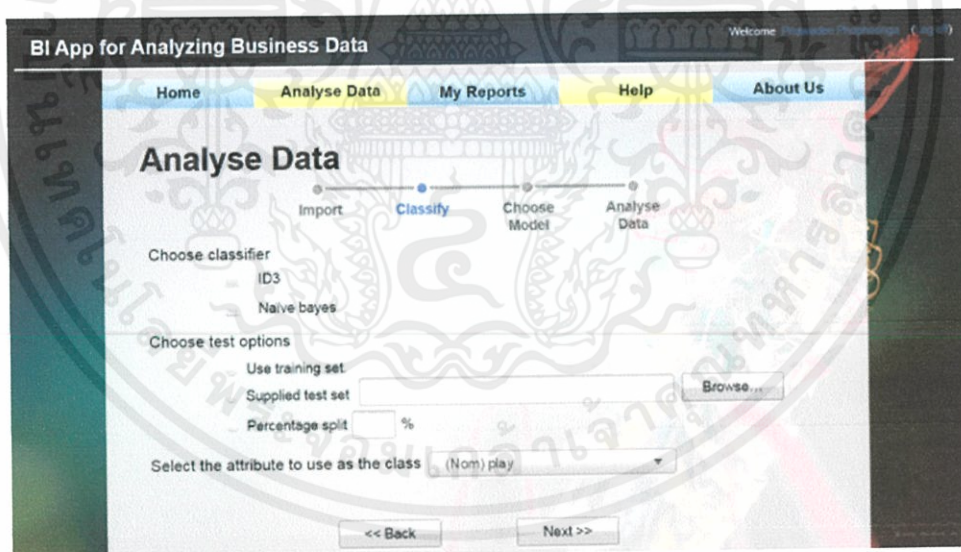 BI App for Analyzing Business Data
Welcome
Home Analyse Data My Reports Help About Us
Analyse Data
Import Classify Choose Model Analyse Data
Choose classifier
ID3
Naive bayes
Choose test options
Use training set
Supplied test set Browse...
Percentage split %
Select the attribute to use as the class (Nom) play
<< Back Next >>